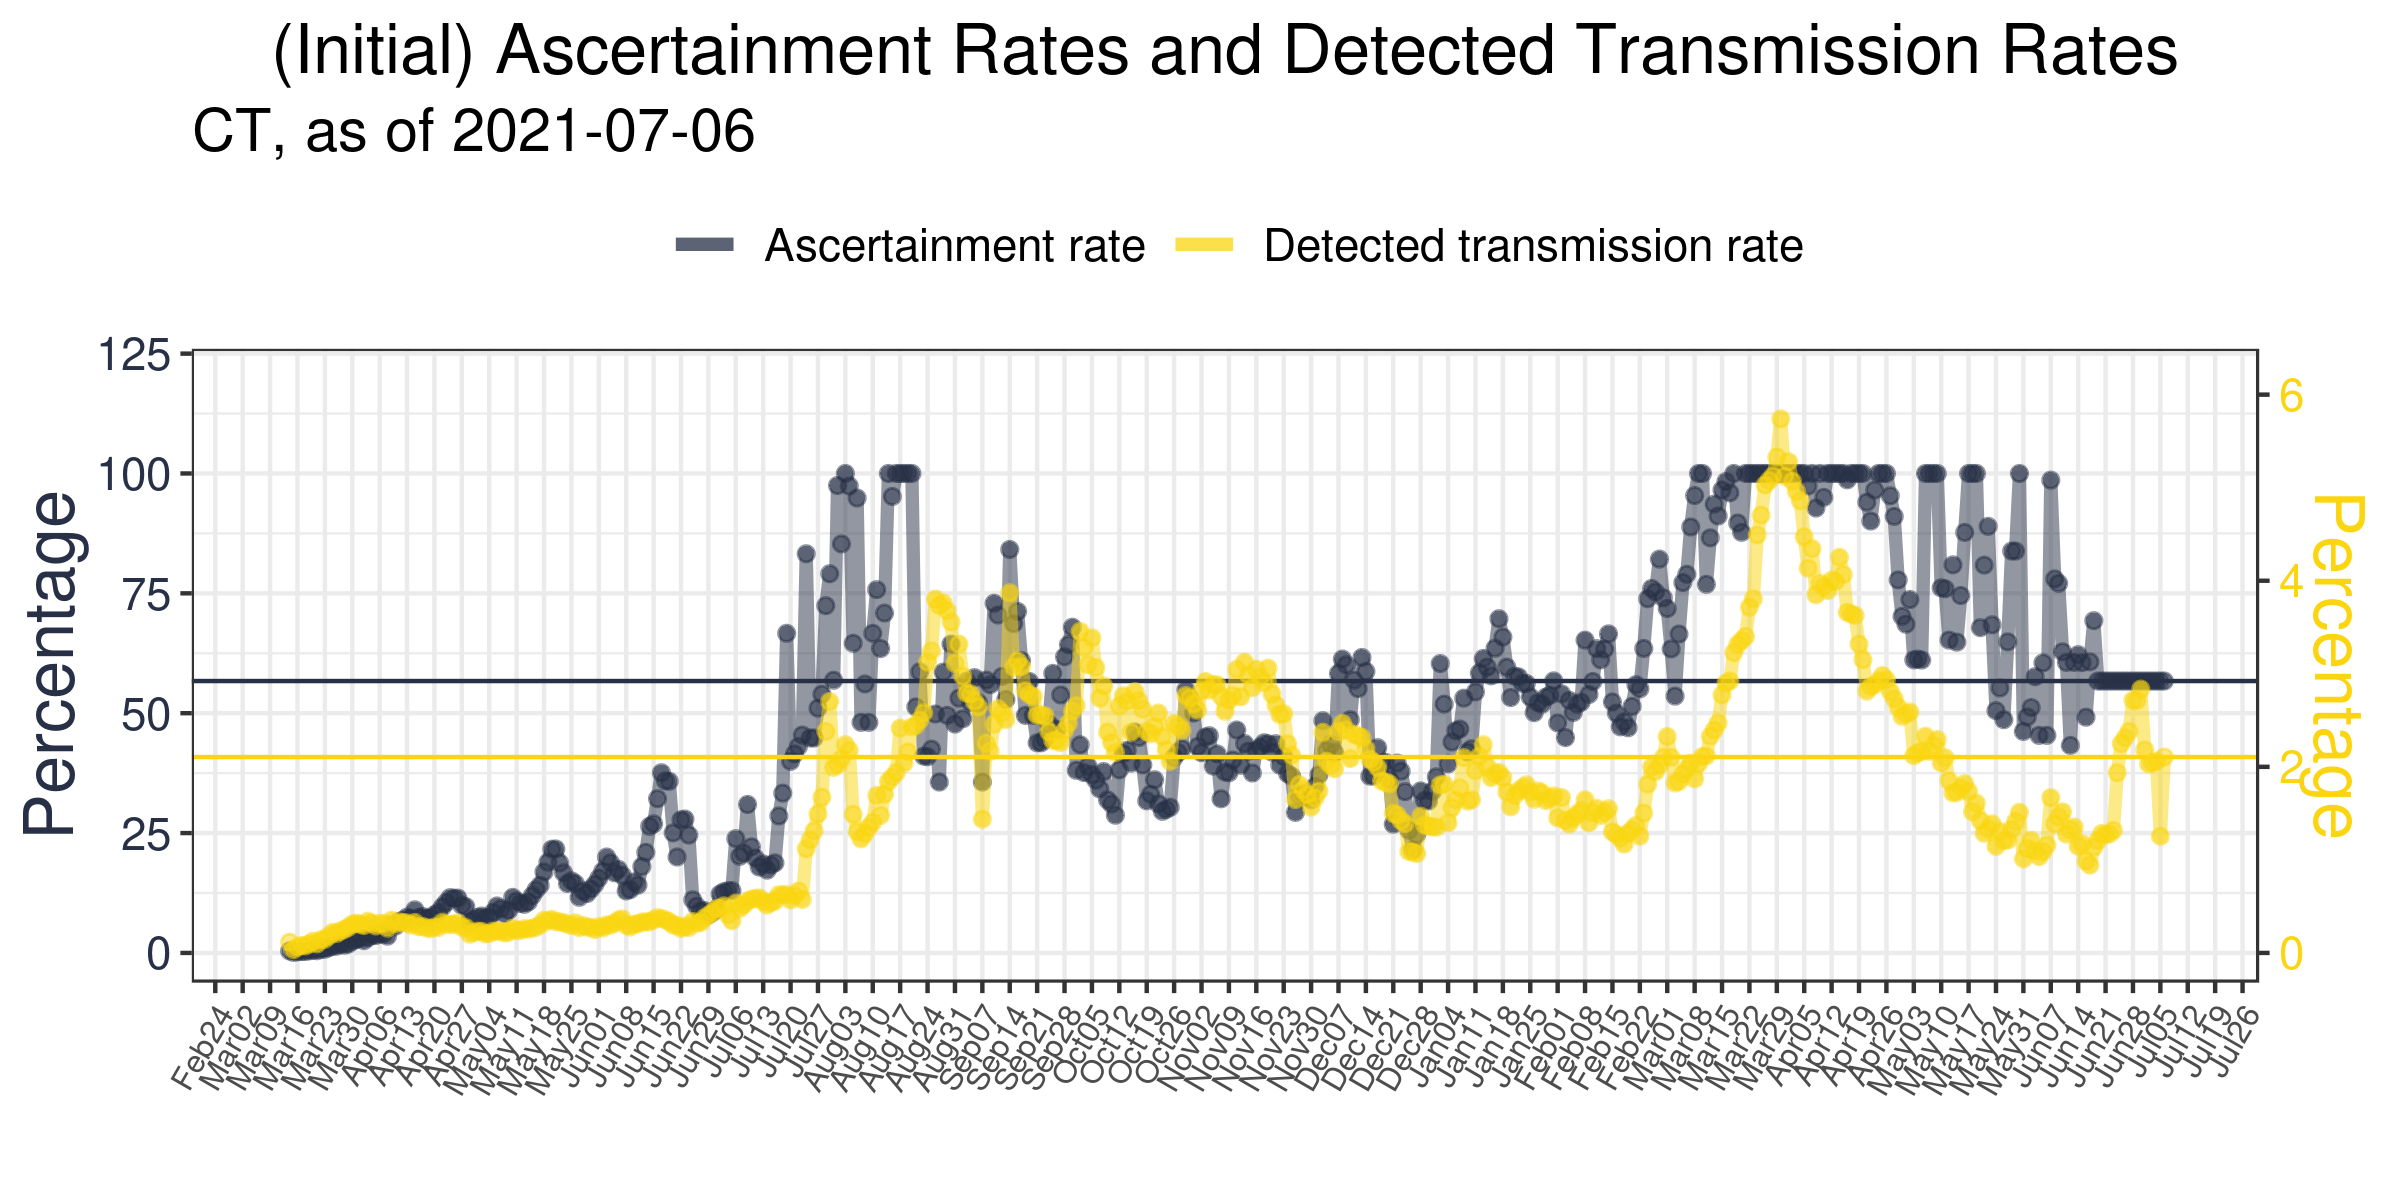 (Initial) Ascertainment Rates and Detected Transmission Rates
CT, as of 2021-07-06
Ascertainment rate
Detected transmission rate
Percentage
125
100
75
50
25
0
6
4
2
0
Percentage
Feb24
Mar02
Mar09
Mar16
Mar23
Mar30
Apr06
Apr13
Apr20
Apr27
May04
May11
May18
May25
Jun01
Jun08
Jun15
Jun22
Jun29
Jul06
Jul13
Jul20
Jul27
Aug03
Aug10
Aug17
Aug24
Aug31
Sep07
Sep14
Sep21
Sep28
Oct05
Oct12
Oct19
Oct26
Nov02
Nov09
Nov16
Nov23
Nov30
Dec07
Dec14
Dec21
Dec28
Jan04
Jan11
Jan18
Jan25
Feb01
Feb08
Feb15
Feb22
Mar01
Mar08
Mar15
Mar22
Mar29
Apr05
Apr12
Apr19
Apr26
May03
May10
May17
May24
May31
Jun07
Jun14
Jun21
Jun28
Jul05
Jul12
Jul19
Jul26